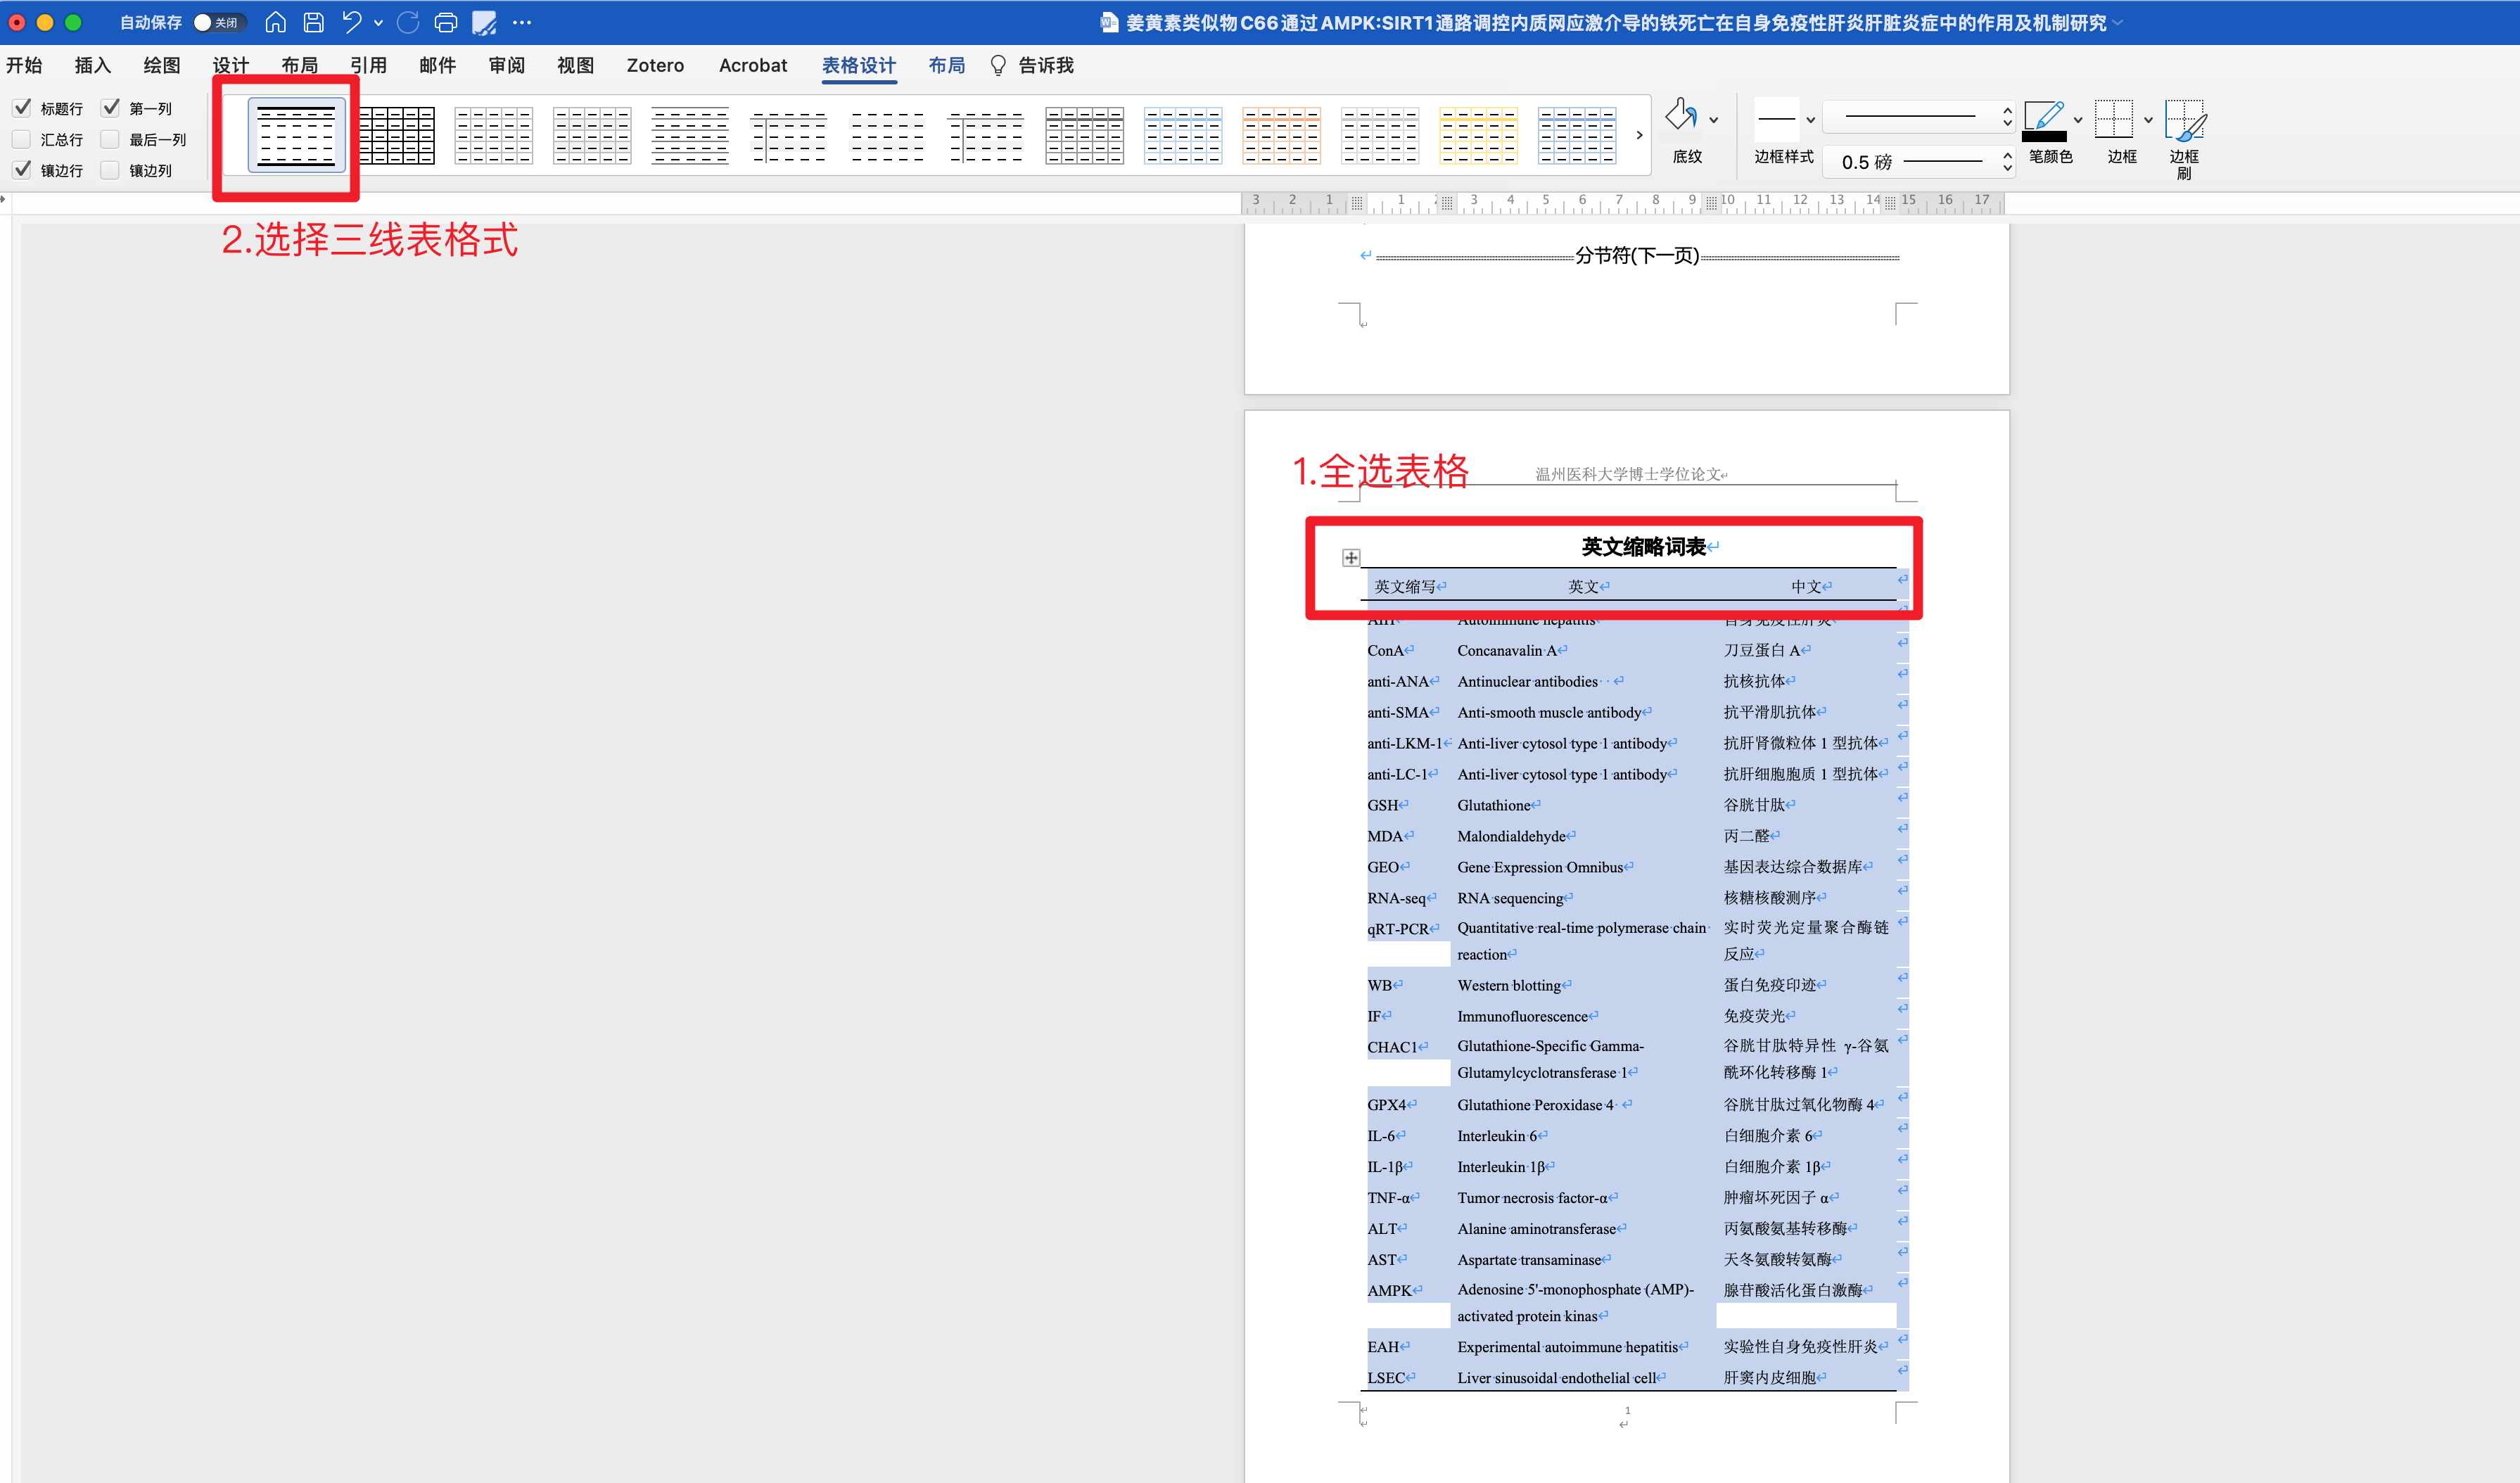 自动保存 关闭
姜黄素类似物C66通过AMPK:SIRT1通路调控内质网应激介导的铁死亡在自身免疫性肝炎肝脏炎症中的作用及机制研究
开始 插入 绘图 设计 布局 引用 邮件 审阅 视图 Zotero Acrobat 表格设计 布局 告诉我
标题行 第一列
汇总行 最后一列
镶边行 镶边列
底纹 边框样式 0.5 磅 笔颜色 边框 边框刷
3 2 1 1 2 3 4 5 6 7 8 9 10 11 12 13 14 15 16 17
2.选择三线表格式
分节符(下一页)
1.全选表格
温州医科大学博士学位论文
英文缩略词表
英文缩写 英文 中文
AIH Autoimmune hepatitis 自身免疫性肝炎
ConA Concanavalin A 刀豆蛋白 A
anti-ANA Antinuclear antibodies 抗核抗体
anti-SMA Anti-smooth muscle antibody 抗平滑肌抗体
anti-LKM-1 Anti-liver cytosol type 1 antibody 抗肝肾微粒体 1 型抗体
anti-LC-1 Anti-liver cytosol type 1 antibody 抗肝细胞胞质 1 型抗体
GSH Glutathione 谷胱甘肽
MDA Malondialdehyde 丙二醛
GEO Gene Expression Omnibus 基因表达综合数据库
RNA-seq RNA sequencing 核糖核酸测序
qRT-PCR Quantitative real-time polymerase chain 实时荧光定量聚合酶链
reaction 反应
WB Western blotting 蛋白免疫印迹
IF Immunofluorescence 免疫荧光
CHAC1 Glutathione-Specific Gamma- 谷胱甘肽特异性 γ-谷氨
Glutamylcyclotransferase 1 酰环化转移酶 1
GPX4 Glutathione Peroxidase 4 谷胱甘肽过氧化物酶 4
IL-6 Interleukin 6 白细胞介素 6
IL-1β Interleukin 1β 白细胞介素 1β
TNF-α Tumor necrosis factor-α 肿瘤坏死因子 α
ALT Alanine aminotransferase 丙氨酸氨基转移酶
AST Aspartate transaminase 天冬氨酸转氨酶
AMPK Adenosine 5'-monophosphate (AMP)- 腺苷酸活化蛋白激酶
activated protein kinas
EAH Experimental autoimmune hepatitis 实验性自身免疫性肝炎
LSEC Liver sinusoidal endothelial cell 肝窦内皮细胞
1